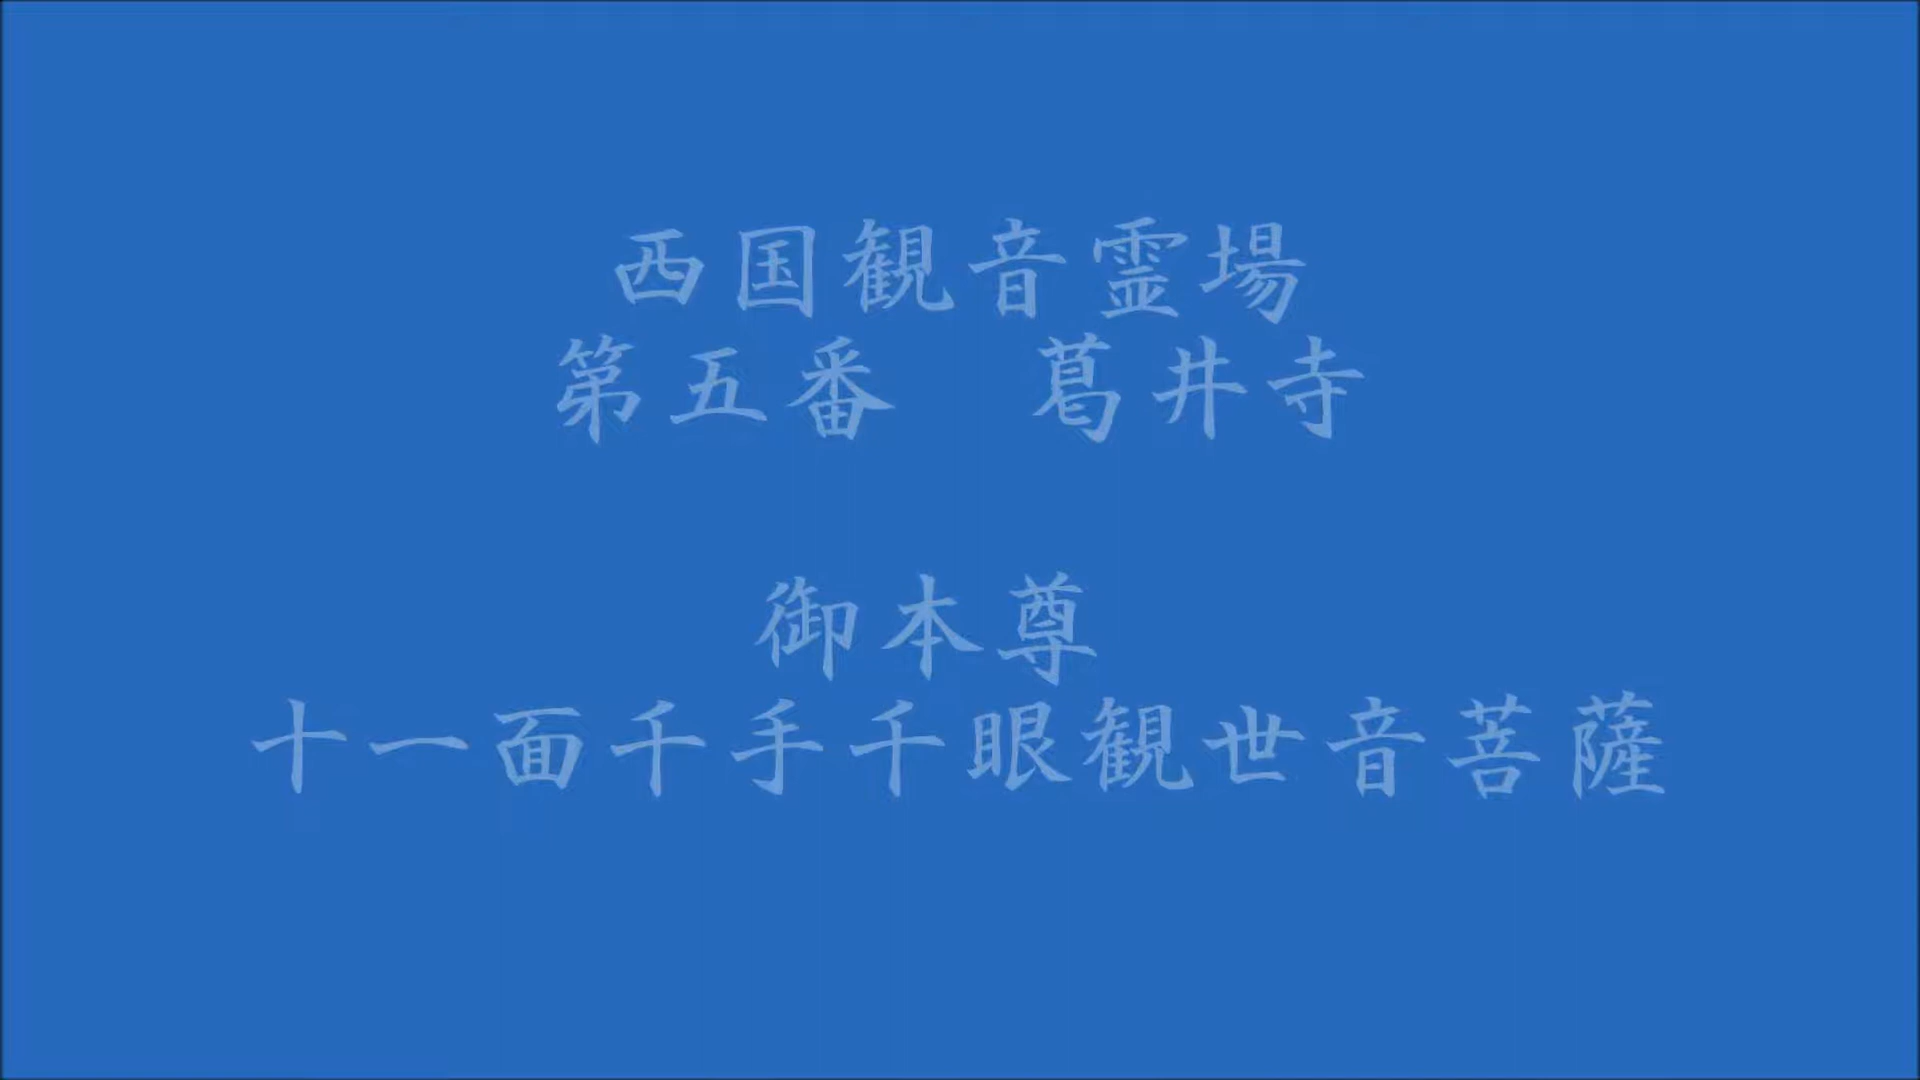 西国観音霊場
第五番　葛井寺
御本尊
十一面千手千眼観世音菩薩